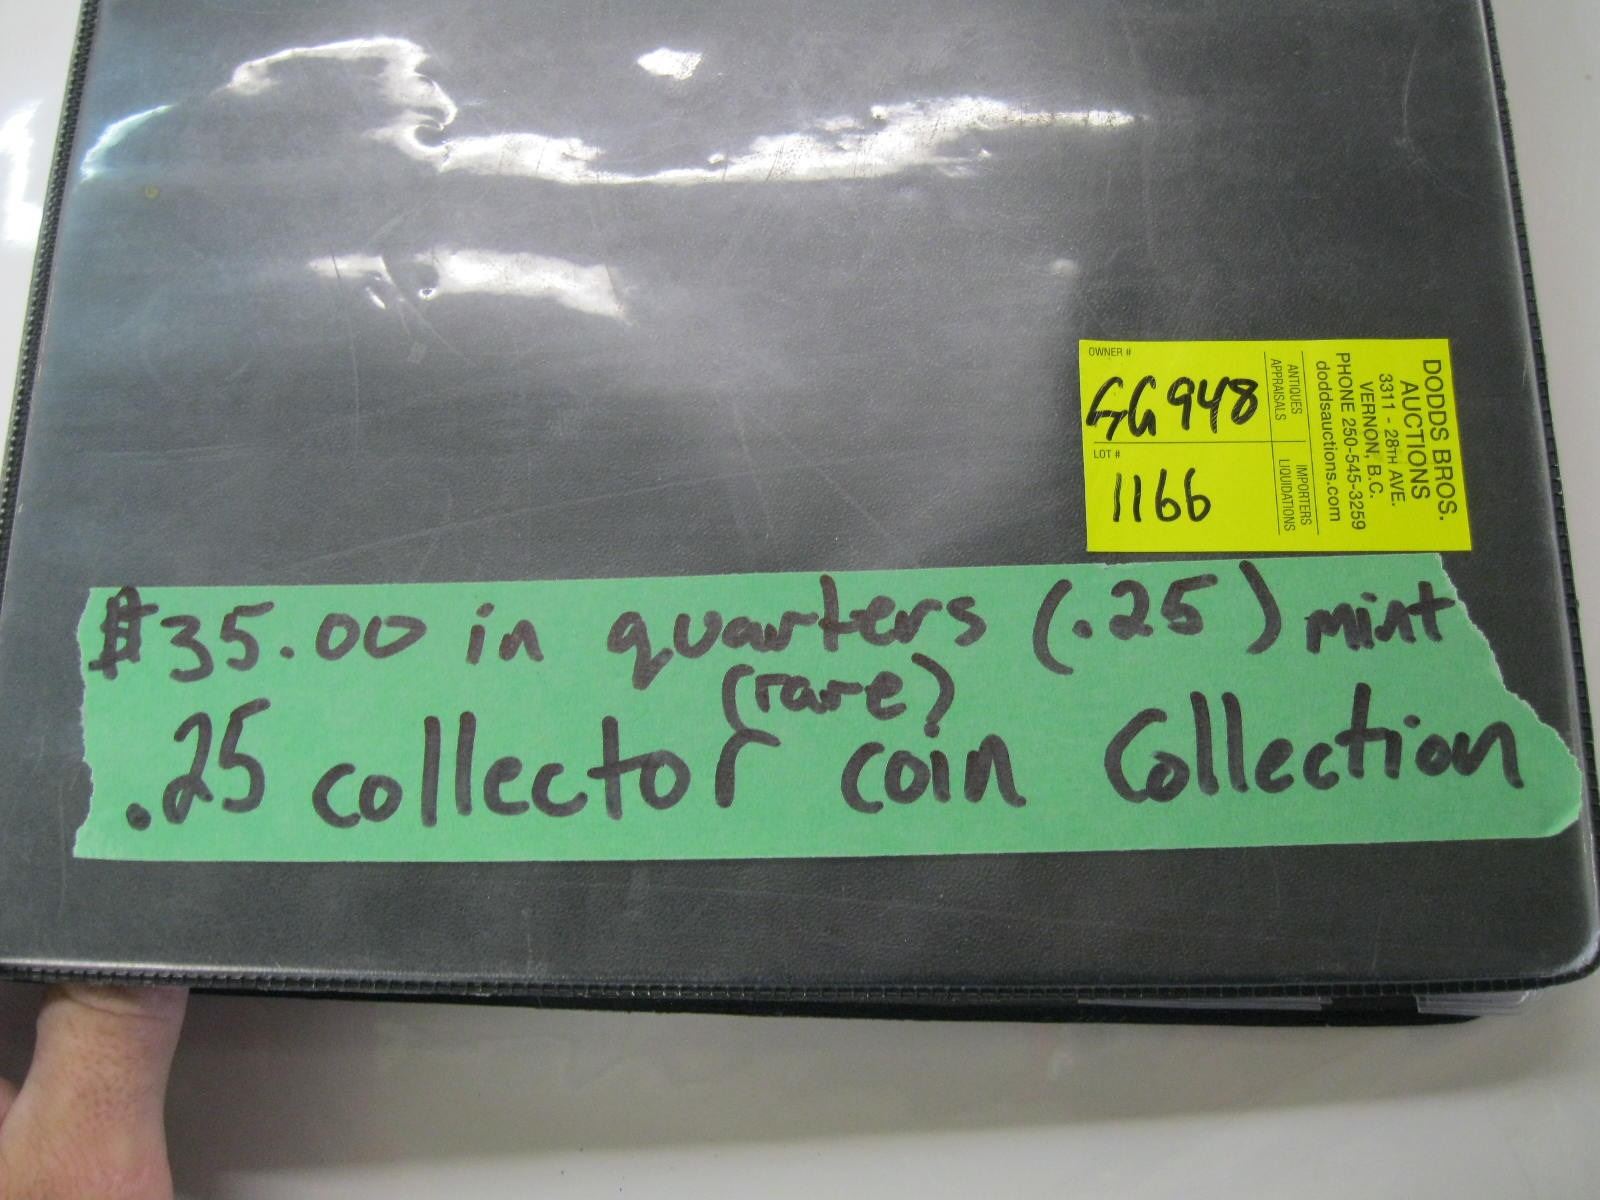 OWNER #
GG948
LOT #
1166
ANTIQUES
APPRAISALS
IMPORTERS
LIQUIDATIONS
DODDS BROS.
AUCTIONS
3311 - 28TH AVE.
VERNON, B.C.
PHONE 250-545-3259
doddsauctions.com
$35.00 in quarters (.25) mint
(rare)
.25 collector coin Collection